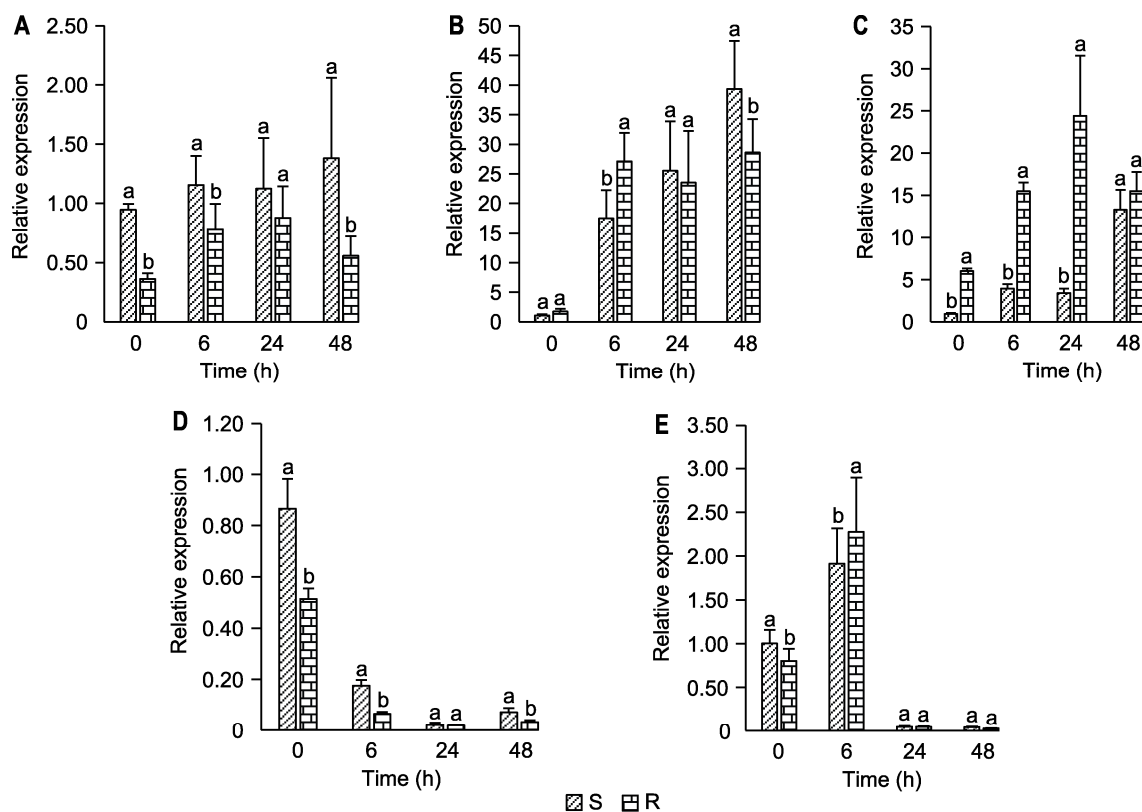 A
2.50
2.00
1.50
1.00
0.50
0
Relative expression
a
b
a
b
a
a
a
b
0
6
24
48
Time (h)
B
50
45
40
35
30
25
20
15
10
5
0
Relative expression
a
a
b
a
a
a
a
b
0
6
24
48
Time (h)
C
35
30
25
20
15
10
5
0
Relative expression
b
a
b
a
b
a
a
a
0
6
24
48
Time (h)
D
1.20
1.00
0.80
0.60
0.40
0.20
0
Relative expression
a
b
a
b
a
a
a
b
0
6
24
48
Time (h)
E
3.50
3.00
2.50
2.00
1.50
1.00
0.50
0
Relative expression
a
b
b
a
a
a
a
a
0
6
24
48
Time (h)
S
R